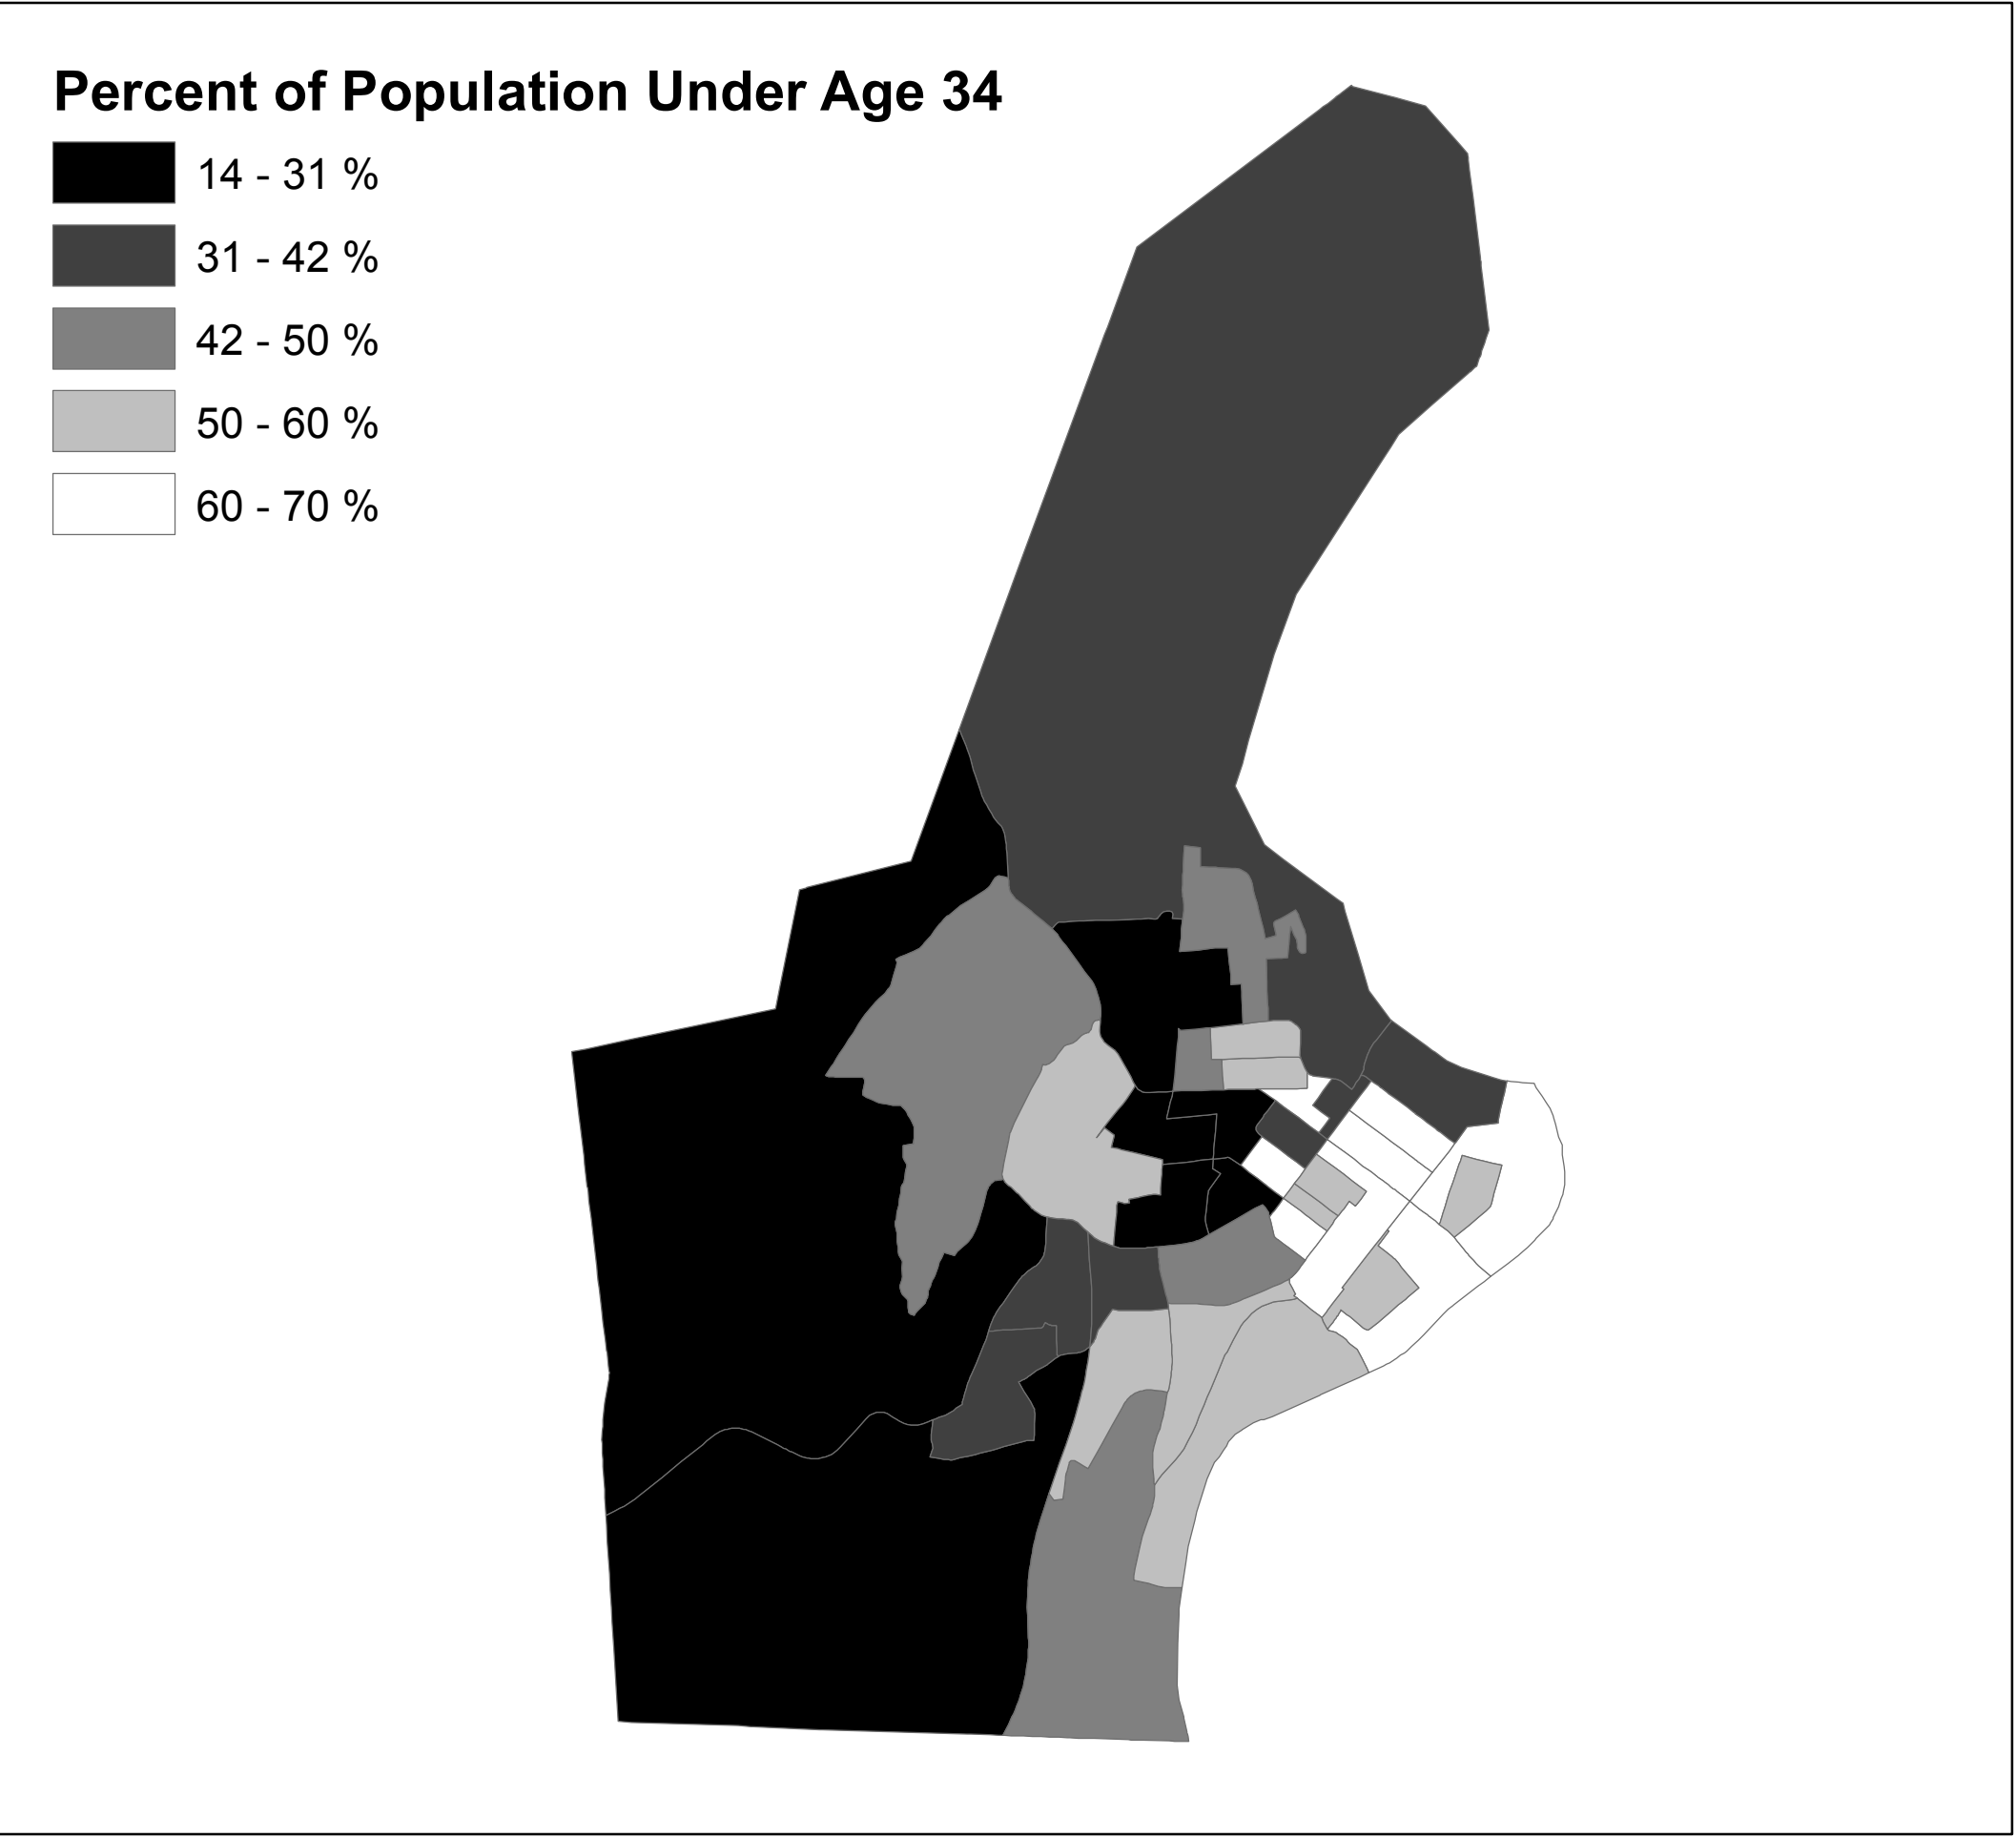 Percent of Population Under Age 34
14 - 31 %
31 - 42 %
42 - 50 %
50 - 60 %
60 - 70 %